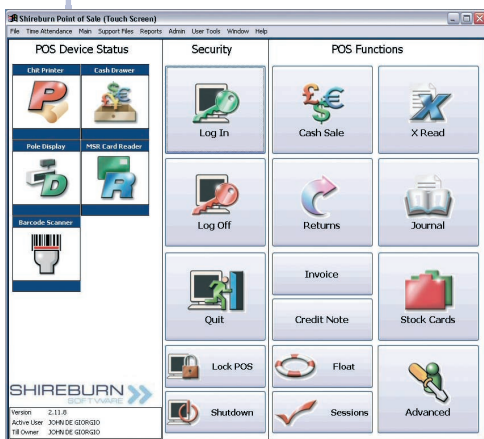 Shireburn Point of Sale (Touch Screen)
File Time Attendance Main Support Files Reports Admin User Tools Window Help
POS Device Status
Chit Printer
Cash Drawer
Pole Display
MSR Card Reader
Barcode Scanner
SHIREBURN
SOFTWARE
Version 2.11.8
Active User JOHN DE GIORGIO
Till Owner JOHN DE GIORGIO
Security
Log In
Log Off
Quit
Lock POS
Shutdown
POS Functions
Cash Sale
X Read
Returns
Journal
Invoice
Credit Note
Stock Cards
Float
Sessions
Advanced